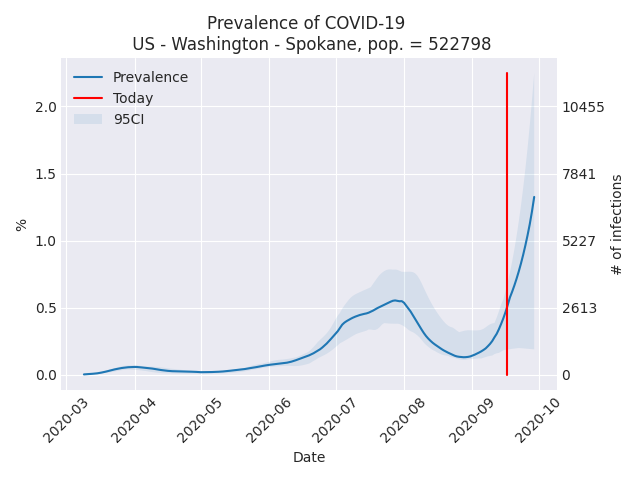 Prevalence of COVID-19
US - Washington - Spokane, pop. = 522798
Prevalence
Today
95CI
2.0
1.5
1.0
0.5
0.0
%
10455
7841
5227
2613
0
# of infections
2020-03
2020-04
2020-05
2020-06
2020-07
2020-08
2020-09
2020-10
Date